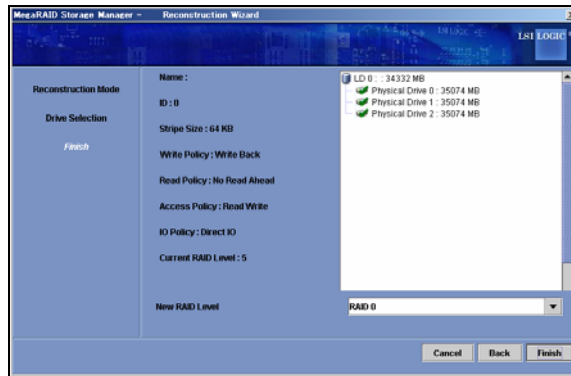 MegaRAID Storage Manager - Reconstruction Wizard
LSI LOGIC
Reconstruction Mode
Drive Selection
Finish
Name :
ID : 0
Stripe Size : 64 KB
Write Policy : Write Back
Read Policy : No Read Ahead
Access Policy : Read Write
IO Policy : Direct IO
Current RAID Level : 5
LD 0 : : 34332 MB
Physical Drive 0 : 35074 MB
Physical Drive 1 : 35074 MB
Physical Drive 2 : 35074 MB
New RAID Level
RAID 0
Cancel Back Finish